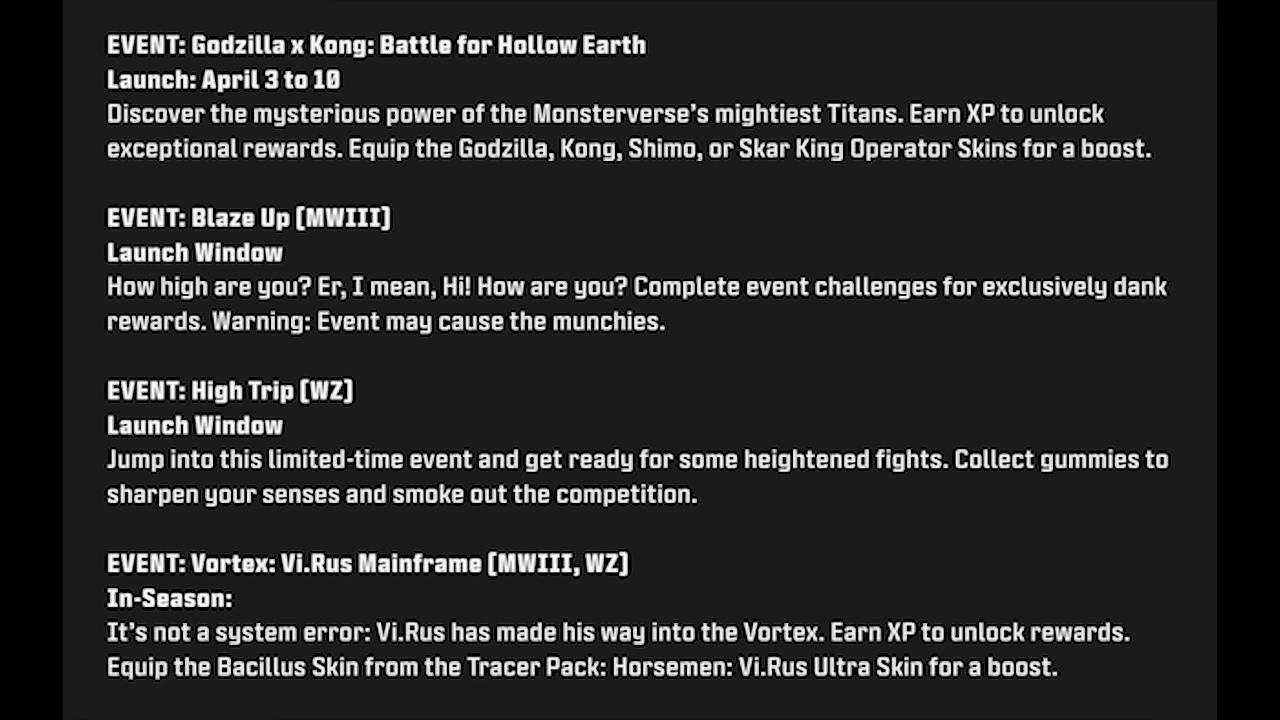 EVENT: Godzilla x Kong: Battle for Hollow Earth
Launch: April 3 to 10
Discover the mysterious power of the Monsterverse's mightiest Titans. Earn XP to unlock
exceptional rewards. Equip the Godzilla, Kong, Shimo, or Skar King Operator Skins for a boost.
EVENT: Blaze Up [MWIII]
Launch Window
How high are you? Er, I mean, Hi! How are you? Complete event challenges for exclusively dank
rewards. Warning: Event may cause the munchies.
EVENT: High Trip [WZ]
Launch Window
Jump into this limited-time event and get ready for some heightened fights. Collect gummies to
sharpen your senses and smoke out the competition.
EVENT: Vortex: Vi.Rus Mainframe [MWIII, WZ]
In-Season:
It's not a system error: Vi.Rus has made his way into the Vortex. Earn XP to unlock rewards.
Equip the Bacillus Skin from the Tracer Pack: Horsemen: Vi.Rus Ultra Skin for a boost.